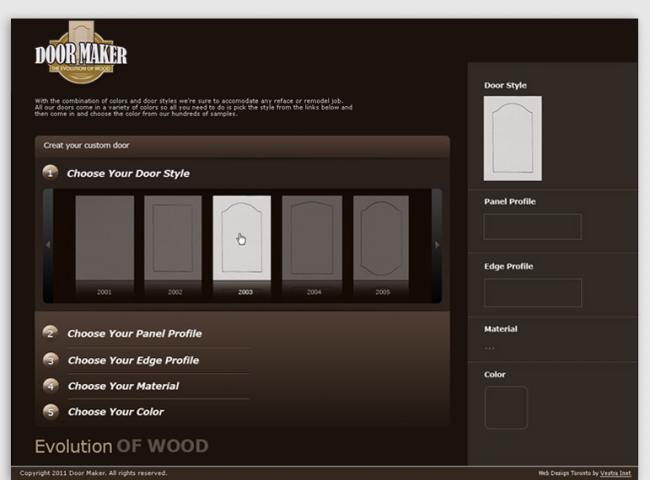 DOOR MAKER
THE EVOLUTION OF WOOD
With the combination of colors and door styles we're sure to accomodate any reface or remodel job.
All our doors come in a variety of colors so all you need to do is pick the style from the links below and
then come in and choose the color from our hundreds of samples.
Creat your custom door
1 Choose Your Door Style
2001 2002 2003 2004 2005
2 Choose Your Panel Profile
3 Choose Your Edge Profile
4 Choose Your Material
5 Choose Your Color
Evolution OF WOOD
Door Style
Panel Profile
Edge Profile
Material
...
Color
Copyright 2011 Door Maker. All rights reserved.
Web Design Toronto by Vestra Inet